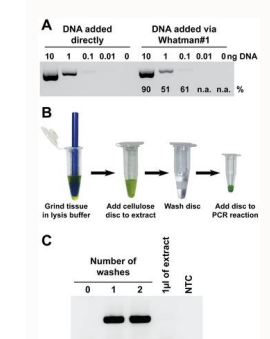 A
DNA added directly
DNA added via Whatman#1
10 1 0.1 0.01 0 10 1 0.1 0.01 0 ng DNA
90 51 61 n.a. n.a. %
B
Grind tissue in lysis buffer
Add cellulose disc to extract
Wash disc
Add disc to PCR reaction
C
Number of washes
0 1 2
1µl of extract
NTC